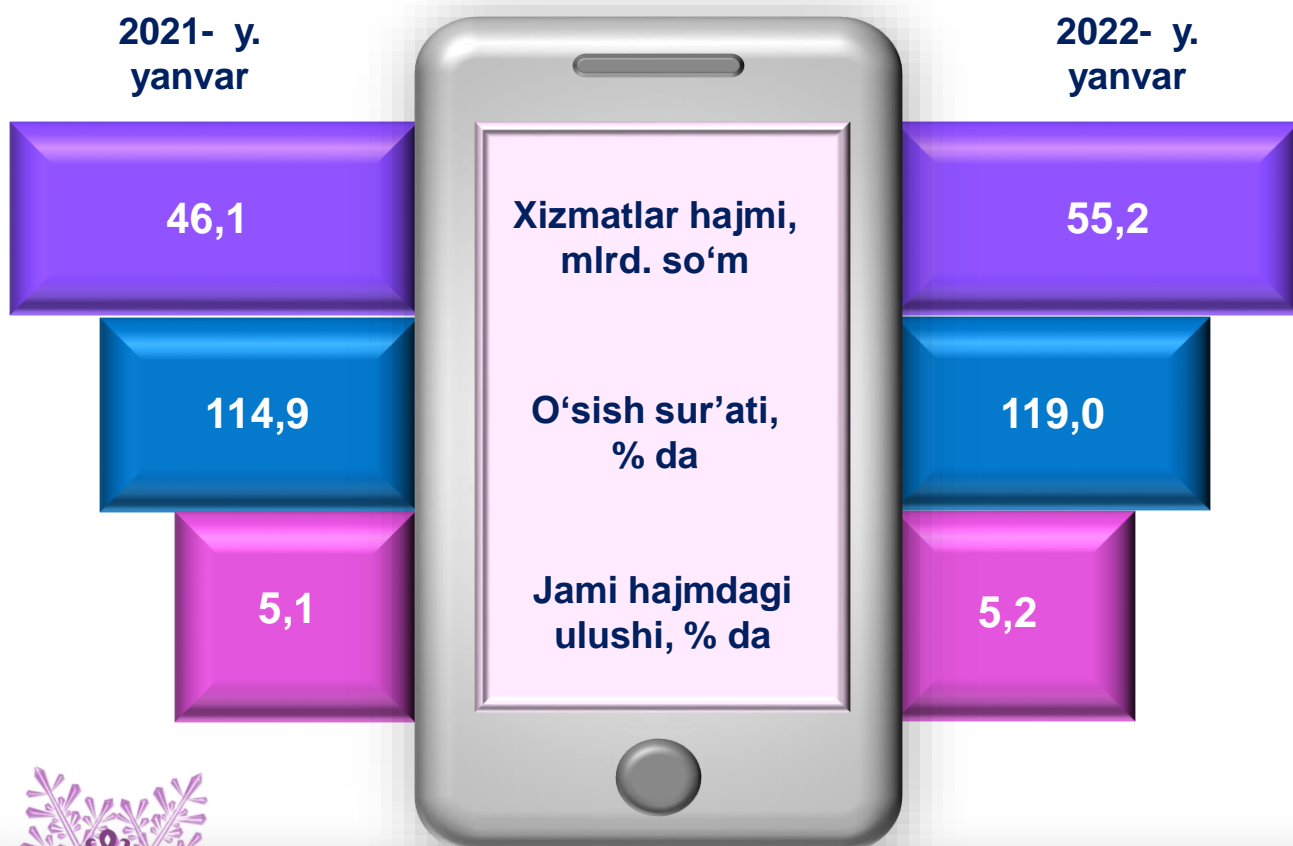 2021- y.
yanvar
2022- y.
yanvar
46,1
Xizmatlar hajmi,
mlrd. so‘m
55,2
114,9
O‘sish sur’ati,
% da
119,0
5,1
Jami hajmdagi
ulushi, % da
5,2